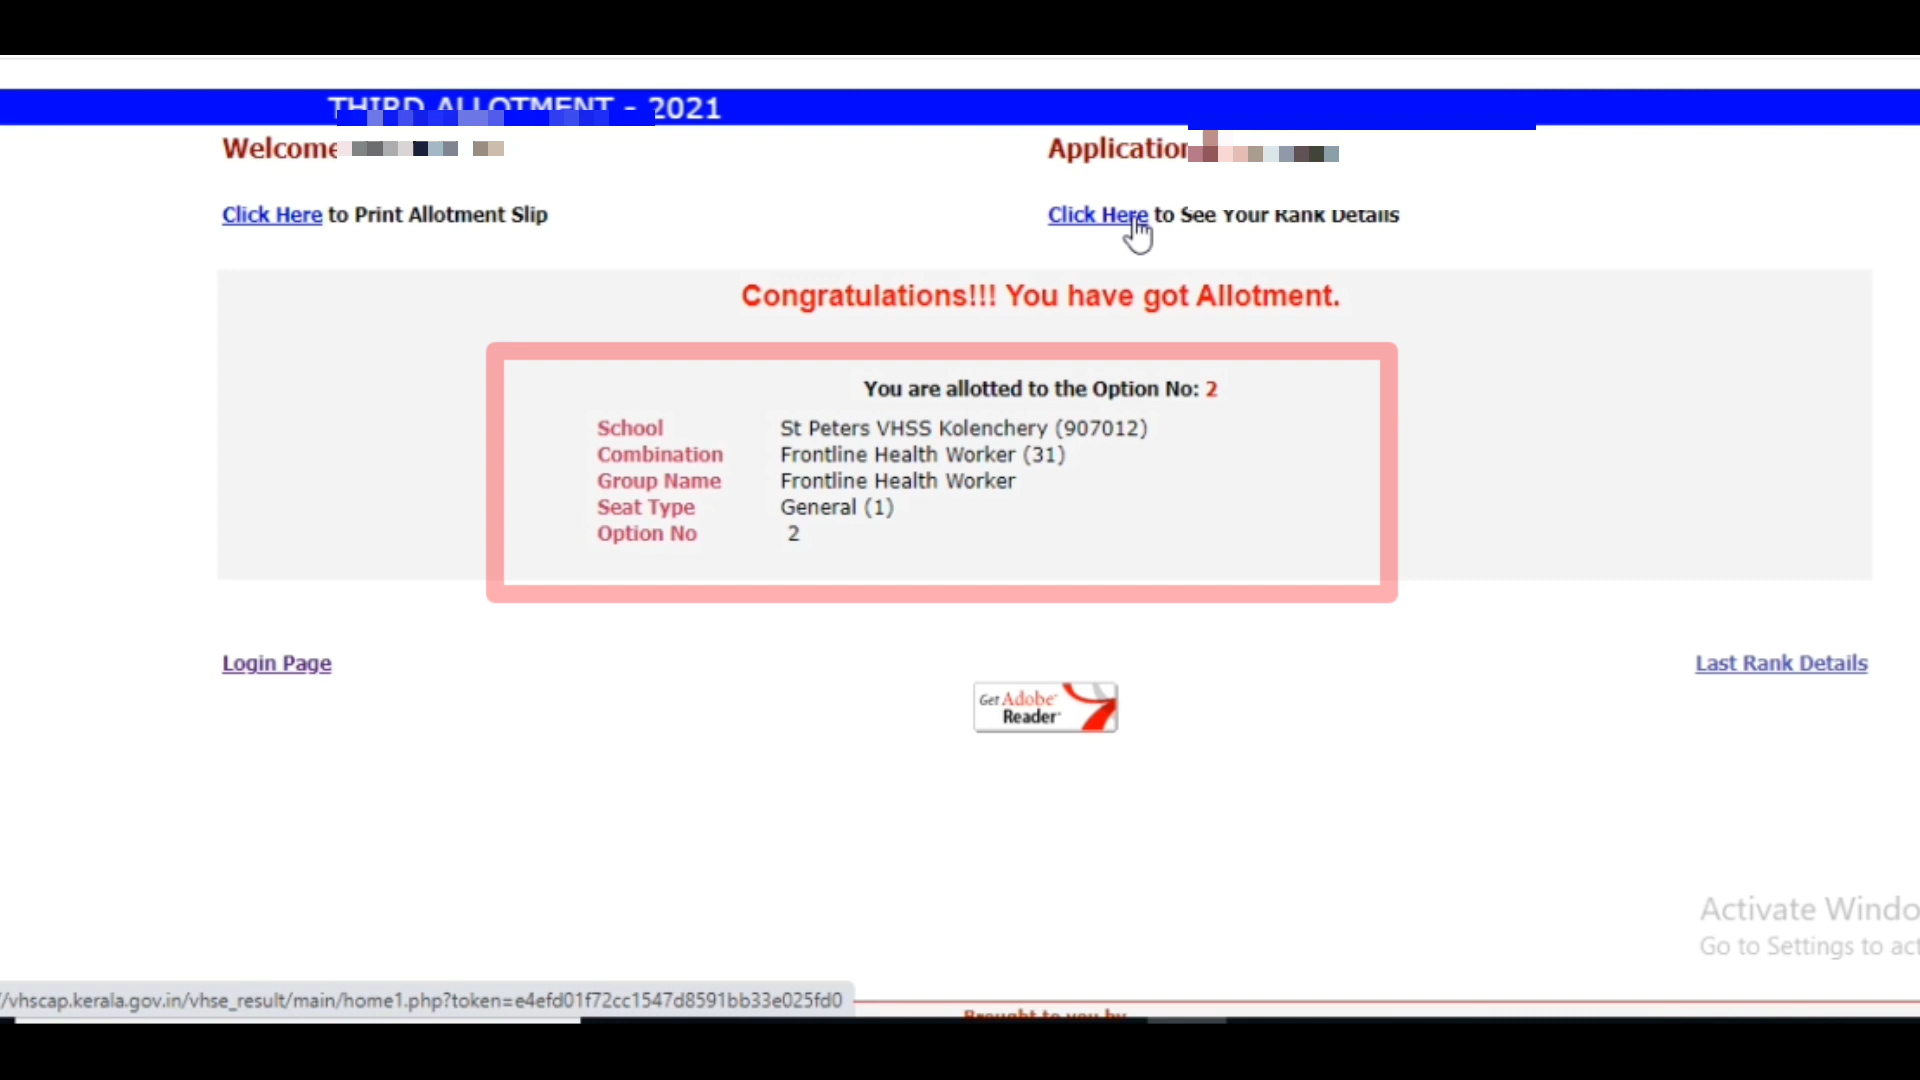 THIRD ALLOTMENT - 2021
Welcome
Application
Click Here to Print Allotment Slip
Click Here to See Your Rank Details
Congratulations!!! You have got Allotment.
You are allotted to the Option No: 2
School St Peters VHSS Kolenchery (907012)
Combination Frontline Health Worker (31)
Group Name Frontline Health Worker
Seat Type General (1)
Option No 2
Login Page
Last Rank Details
Get Adobe
Reader
Activate Windo
Go to Settings to act
/vhscap.kerala.gov.in/vhse_result/main/home1.php?token=e4efd01f72cc1547d8591bb33e025fd0
Brought to you by